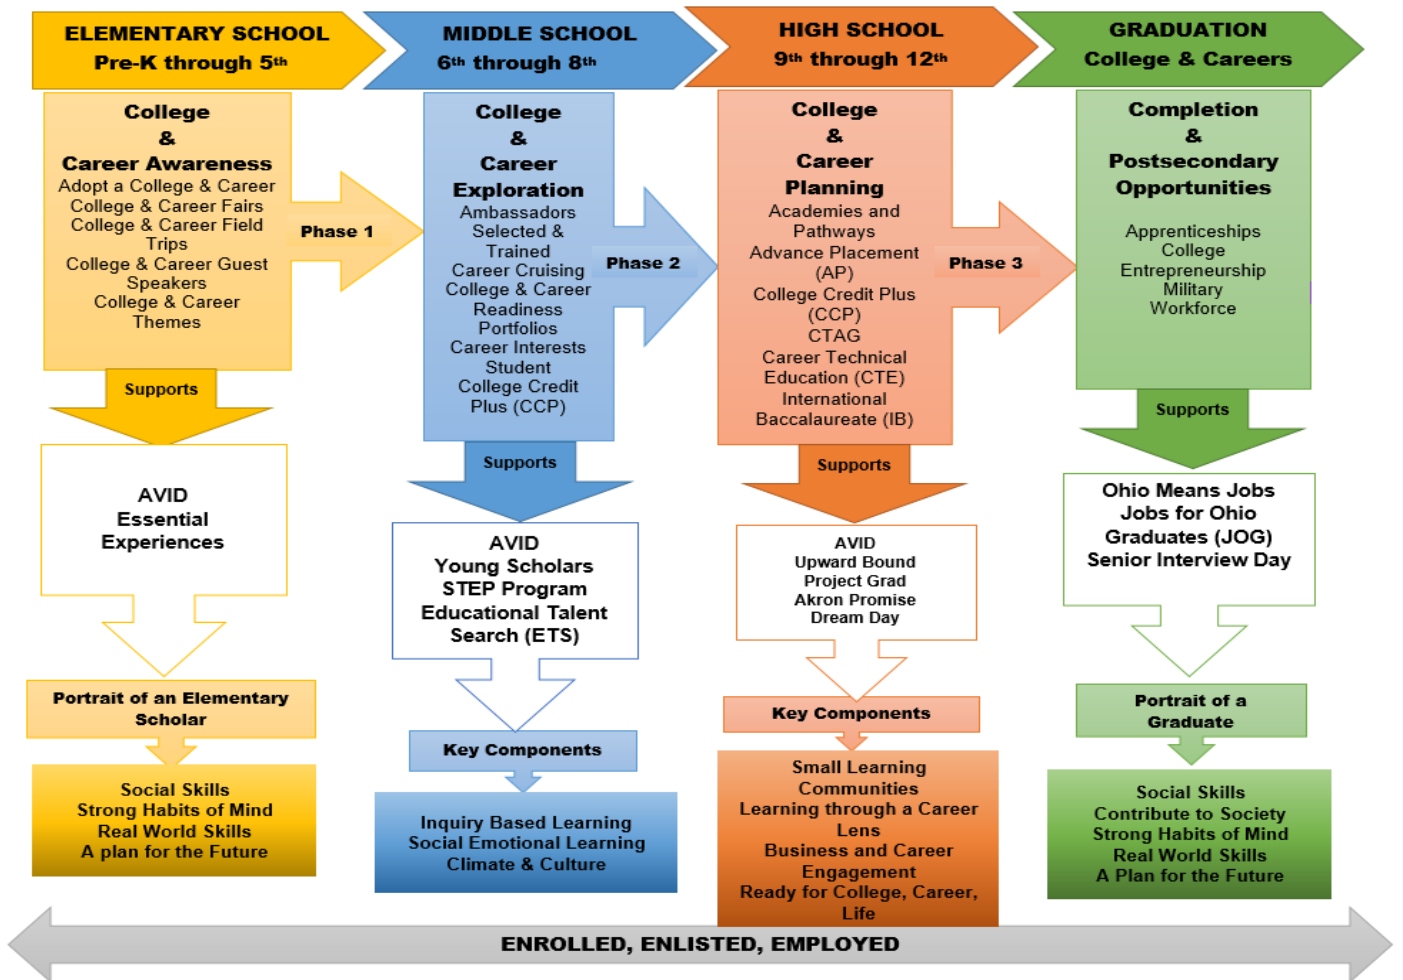 ELEMENTARY SCHOOL
Pre-K through 5th
MIDDLE SCHOOL
6th through 8th
HIGH SCHOOL
9th through 12th
GRADUATION
College & Careers
College
&
Career Awareness
Adopt a College & Career
College & Career Fairs
College & Career Field
Trips
College & Career Guest
Speakers
College & Career
Themes
Phase 1
College
&
Career
Exploration
Ambassadors
Selected &
Trained
Career Cruising
College & Career
Readiness
Portfolios
Career Interests
Student
College Credit
Plus (CCP)
Phase 2
College
&
Career
Planning
Academies and
Pathways
Advance Placement
(AP)
College Credit Plus
(CCP)
CTAG
Career Technical
Education (CTE)
International
Baccalaureate (IB)
Phase 3
Completion
&
Postsecondary
Opportunities
Apprenticeships
College
Entrepreneurship
Military
Workforce
Supports
Supports
Supports
Supports
AVID
Essential
Experiences
AVID
Young Scholars
STEP Program
Educational Talent
Search (ETS)
AVID
Upward Bound
Project Grad
Akron Promise
Dream Day
Ohio Means Jobs
Jobs for Ohio
Graduates (JOG)
Senior Interview Day
Portrait of an Elementary
Scholar
Key Components
Key Components
Portrait of a
Graduate
Social Skills
Strong Habits of Mind
Real World Skills
A plan for the Future
Inquiry Based Learning
Social Emotional Learning
Climate & Culture
Small Learning
Communities
Learning through a Career
Lens
Business and Career
Engagement
Ready for College, Career,
Life
Social Skills
Contribute to Society
Strong Habits of Mind
Real World Skills
A Plan for the Future
ENROLLED, ENLISTED, EMPLOYED